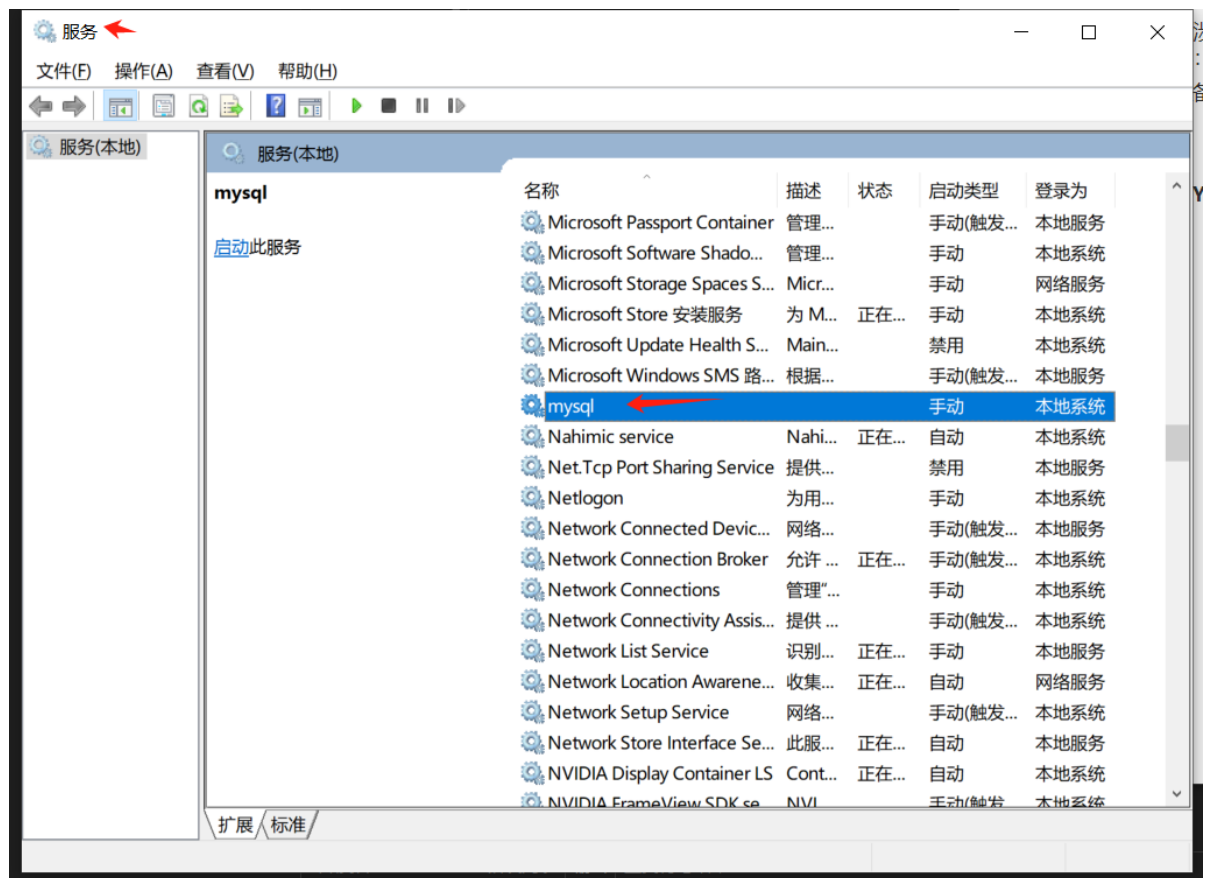 服务
文件(F) 操作(A) 查看(V) 帮助(H)
服务(本地)
服务(本地)
mysql
启动此服务
名称 描述 状态 启动类型 登录为
Microsoft Passport Container 管理... 手动(触发... 本地服务
Microsoft Software Shado... 管理... 手动 本地系统
Microsoft Storage Spaces S... Micr... 手动 网络服务
Microsoft Store 安装服务 为 M... 正在... 手动 本地系统
Microsoft Update Health S... Main... 禁用 本地系统
Microsoft Windows SMS 路... 根据... 手动(触发... 本地服务
mysql 手动 本地系统
Nahimic service Nahi... 正在... 自动 本地系统
Net.Tcp Port Sharing Service 提供... 禁用 本地服务
Netlogon 为用... 手动 本地系统
Network Connected Devic... 网络... 手动(触发... 本地服务
Network Connection Broker 允许 ... 正在... 手动(触发... 本地系统
Network Connections 管理“... 手动 本地系统
Network Connectivity Assis... 提供 ... 手动(触发... 本地系统
Network List Service 识别... 正在... 手动 本地服务
Network Location Awarene... 收集... 正在... 自动 网络服务
Network Setup Service 网络... 手动(触发... 本地系统
Network Store Interface Se... 此服... 正在... 自动 本地服务
NVIDIA Display Container LS Cont... 正在... 自动 本地系统
NVIDIA FrameView SDK se NVI 手动(触发 本地系统
扩展 标准